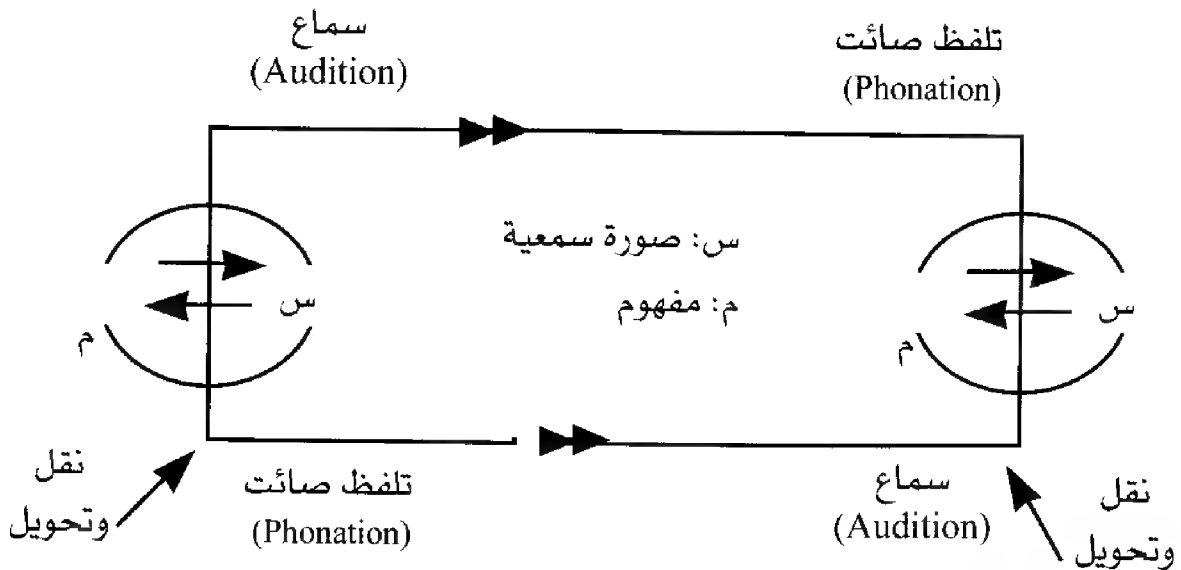 تلفظ صائت
(Phonation)
سماع
(Audition)
س: صورة سمعية
م: مفهوم
س
م
س
م
نقل
وتحويل
سماع
(Audition)
تلفظ صائت
(Phonation)
نقل
وتحويل